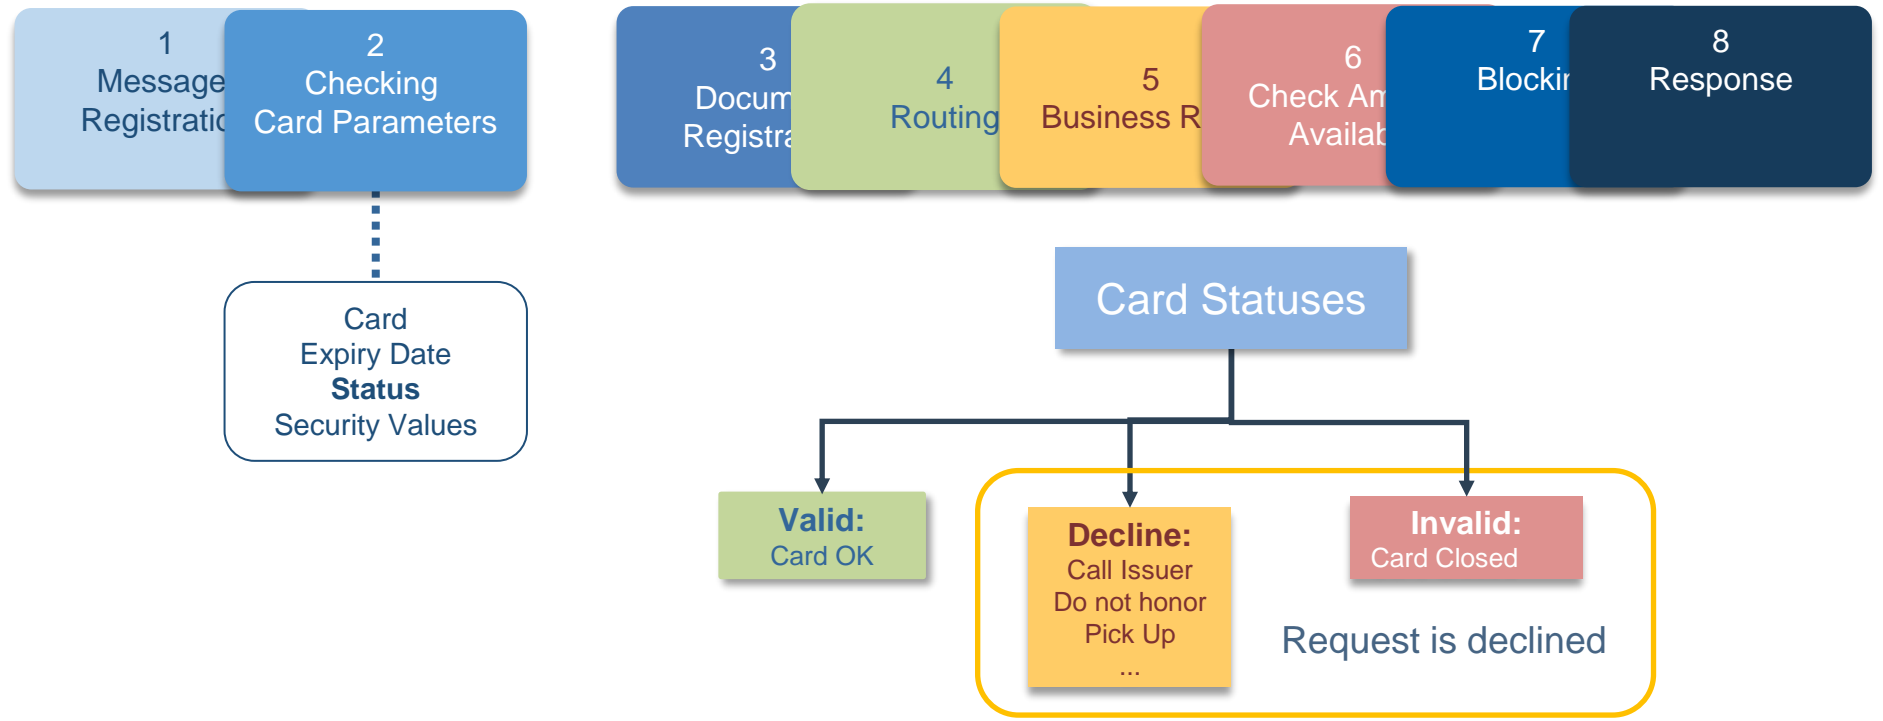 1
Message
Registratio
2
Checking
Card Parameters
3
Docum
Registra
4
Routing
5
Business R
6
Check Am
Availab
7
Blockin
8
Response
Card
Expiry Date
Status
Security Values
Card Statuses
Valid:
Card OK
Decline:
Call Issuer
Do not honor
Pick Up
...
Invalid:
Card Closed
Request is declined